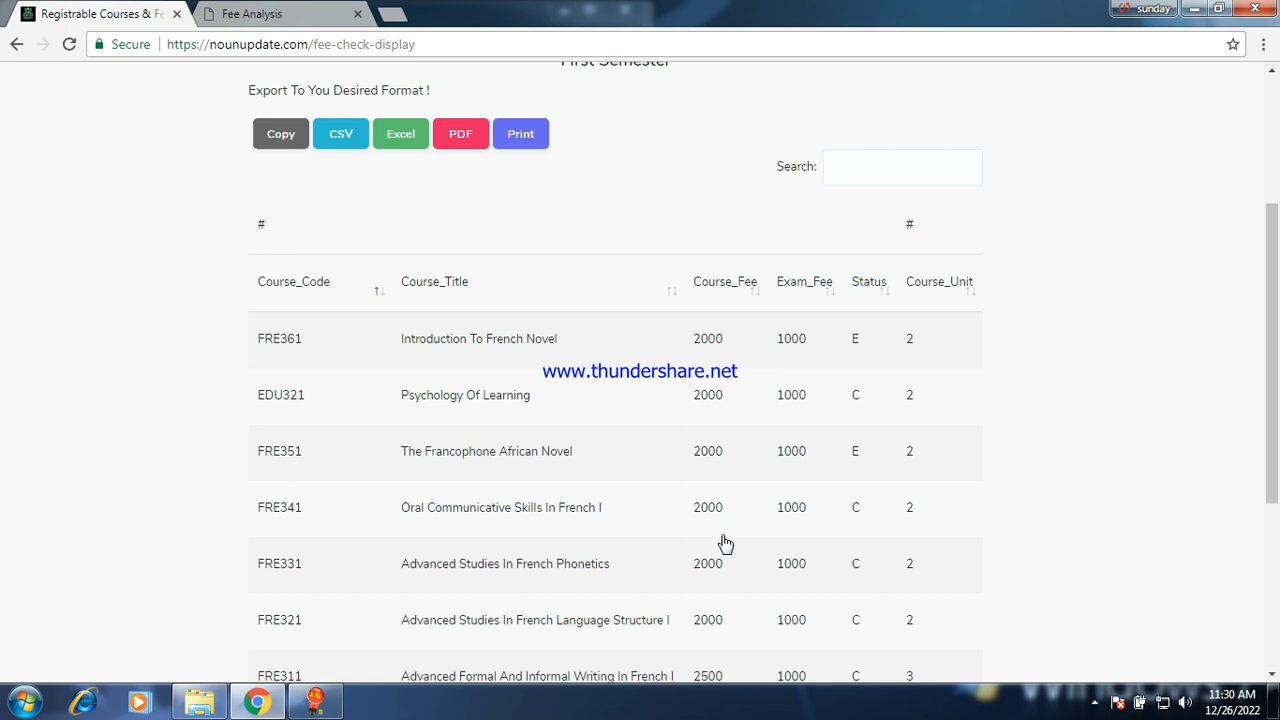 Registrable Courses & Fe
Fee Analysis
sunday
Secure
https://nounupdate.com/fee-check-display
First Semester
Export To You Desired Format !
Copy CSV Excel PDF Print
Search:
# #
Course_Code Course_Title Course_Fee Exam_Fee Status Course_Unit
FRE361 Introduction To French Novel 2000 1000 E 2
www.thundershare.net
EDU321 Psychology Of Learning 2000 1000 C 2
FRE351 The Francophone African Novel 2000 1000 E 2
FRE341 Oral Communicative Skills In French I 2000 1000 C 2
FRE331 Advanced Studies In French Phonetics 2000 1000 C 2
FRE321 Advanced Studies In French Language Structure I 2000 1000 C 2
FRE311 Advanced Formal And Informal Writing In French I 2500 1000 C 3
11:30 AM
12/26/2022